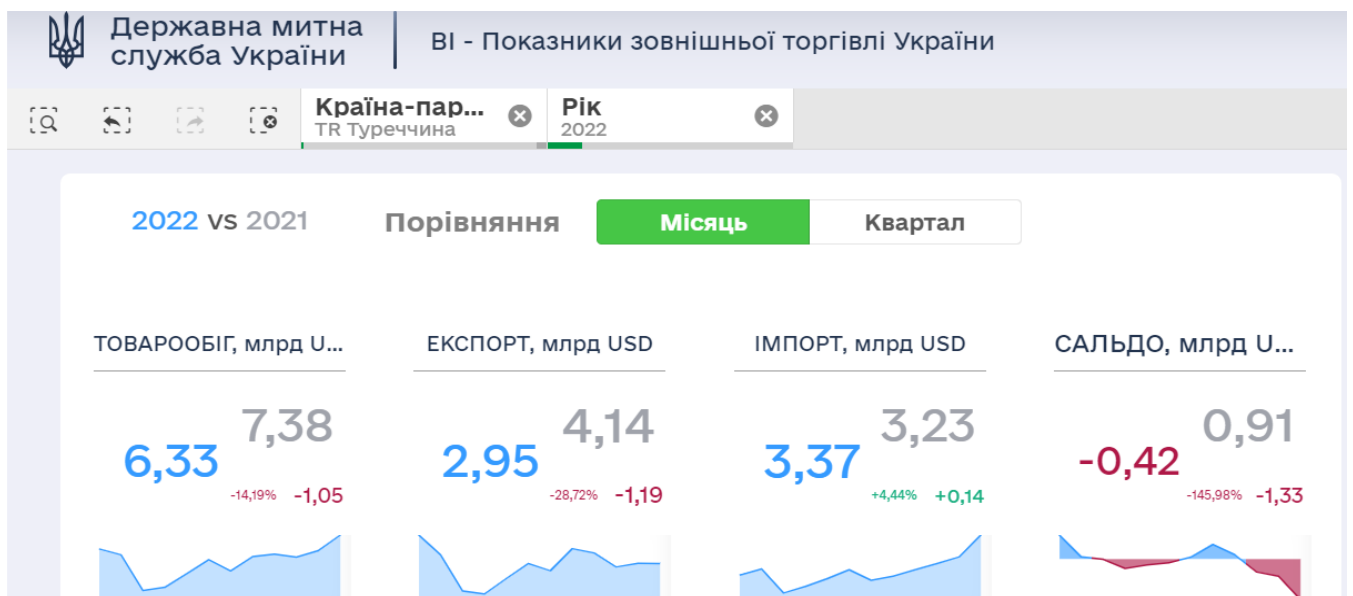 Державна митна
служба України
BI - Показники зовнішньої торгівлі України
Країна-пар...
TR Туреччина
Рік
2022
2022 vs 2021
Порівняння
Місяць
Квартал
ТОВАРООБІГ, млрд U...
7,38
6,33
-14,19% -1,05
ЕКСПОРТ, млрд USD
4,14
2,95
-28,72% -1,19
ІМПОРТ, млрд USD
3,23
3,37
+4,44% +0,14
САЛЬДО, млрд U...
0,91
-0,42
-145,98% -1,33